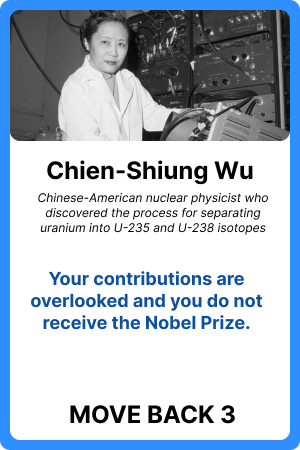 Chien-Shiung Wu
Chinese-American nuclear physicist who
discovered the process for separating
uranium into U-235 and U-238 isotopes
Your contributions are
overlooked and you do not
receive the Nobel Prize.
MOVE BACK 3